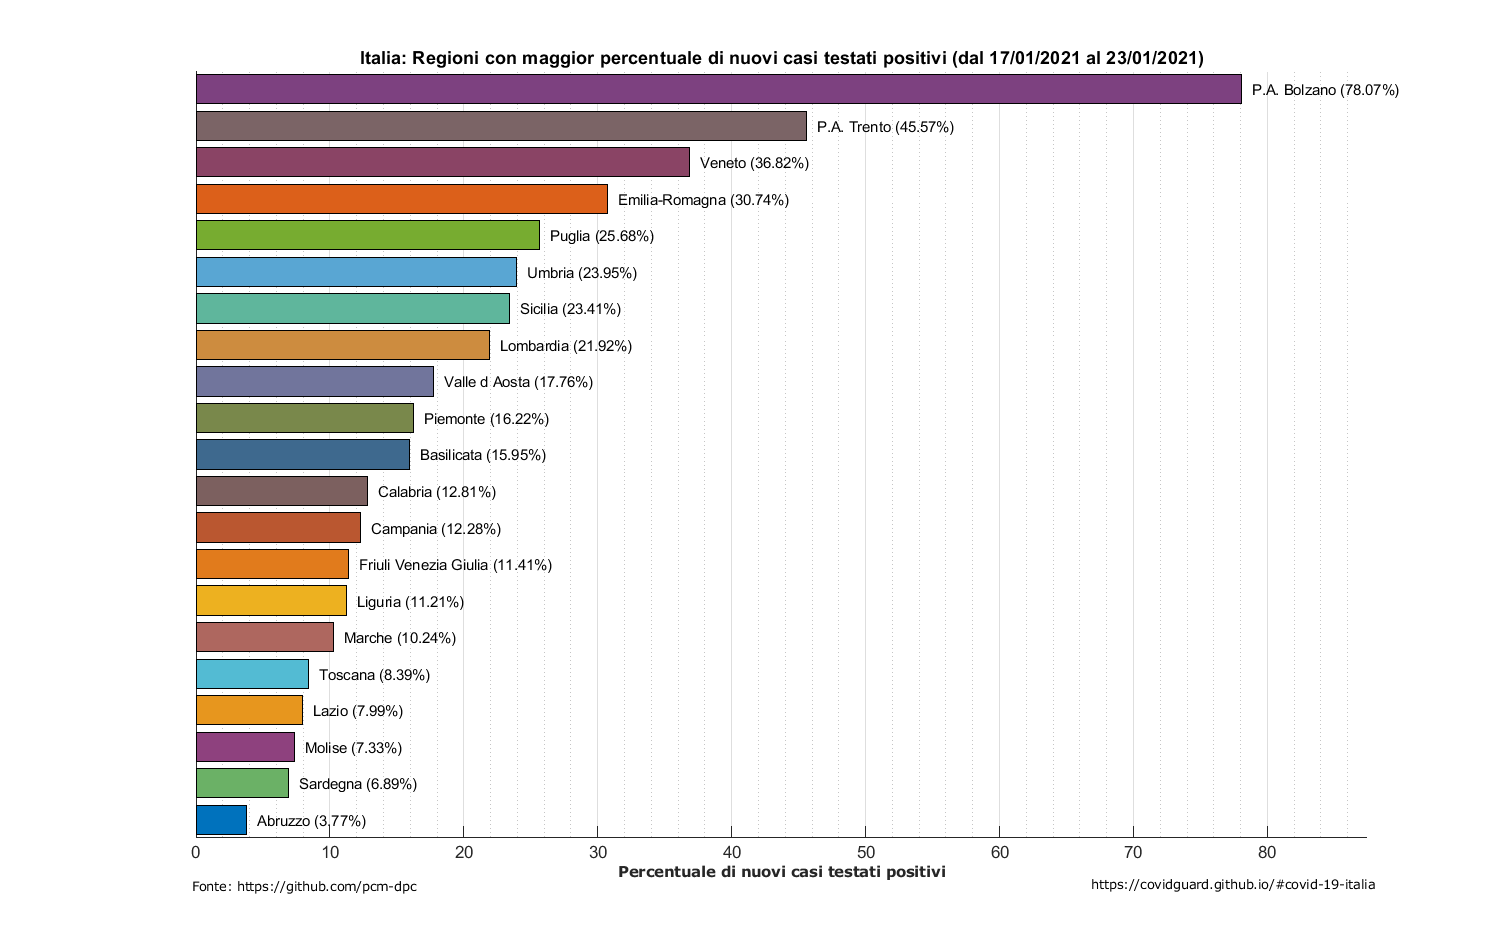 Italia: Regioni con maggior percentuale di nuovi casi testati positivi (dal 17/01/2021 al 23/01/2021)
P.A. Bolzano (78.07%)
P.A. Trento (45.57%)
Veneto (36.82%)
Emilia-Romagna (30.74%)
Puglia (25.68%)
Umbria (23.95%)
Sicilia (23.41%)
Lombardia (21.92%)
Valle d Aosta (17.76%)
Piemonte (16.22%)
Basilicata (15.95%)
Calabria (12.81%)
Campania (12.28%)
Friuli Venezia Giulia (11.41%)
Liguria (11.21%)
Marche (10.24%)
Toscana (8.39%)
Lazio (7.99%)
Molise (7.33%)
Sardegna (6.89%)
Abruzzo (3.77%)
0 10 20 30 40 50 60 70 80
Percentuale di nuovi casi testati positivi
Fonte: https://github.com/pcm-dpc
https://covidguard.github.io/#covid-19-italia